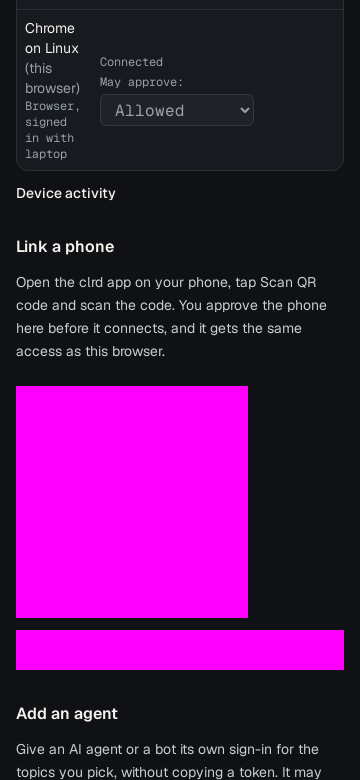 Chrome
on Linux
(this
browser)
Browser,
signed
in with
laptop
Connected
May approve:
Allowed
Device activity
Link a phone
Open the clrd app on your phone, tap Scan QR
code and scan the code. You approve the phone
here before it connects, and it gets the same
access as this browser.
Add an agent
Give an AI agent or a bot its own sign-in for the
topics you pick, without copying a token. It may